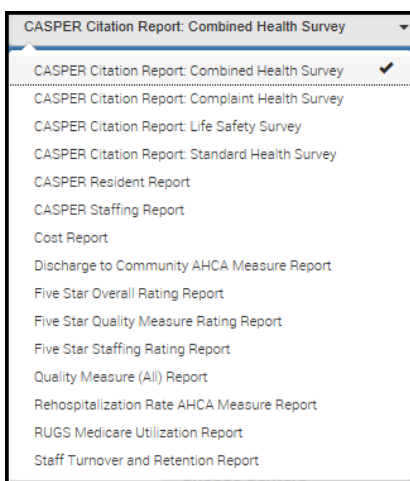 CASPER Citation Report: Combined Health Survey
CASPER Citation Report: Combined Health Survey
CASPER Citation Report: Complaint Health Survey
CASPER Citation Report: Life Safety Survey
CASPER Citation Report: Standard Health Survey
CASPER Resident Report
CASPER Staffing Report
Cost Report
Discharge to Community AHCA Measure Report
Five Star Overall Rating Report
Five Star Quality Measure Rating Report
Five Star Staffing Rating Report
Quality Measure (All) Report
Rehospitalization Rate AHCA Measure Report
RUGS Medicare Utilization Report
Staff Turnover and Retention Report